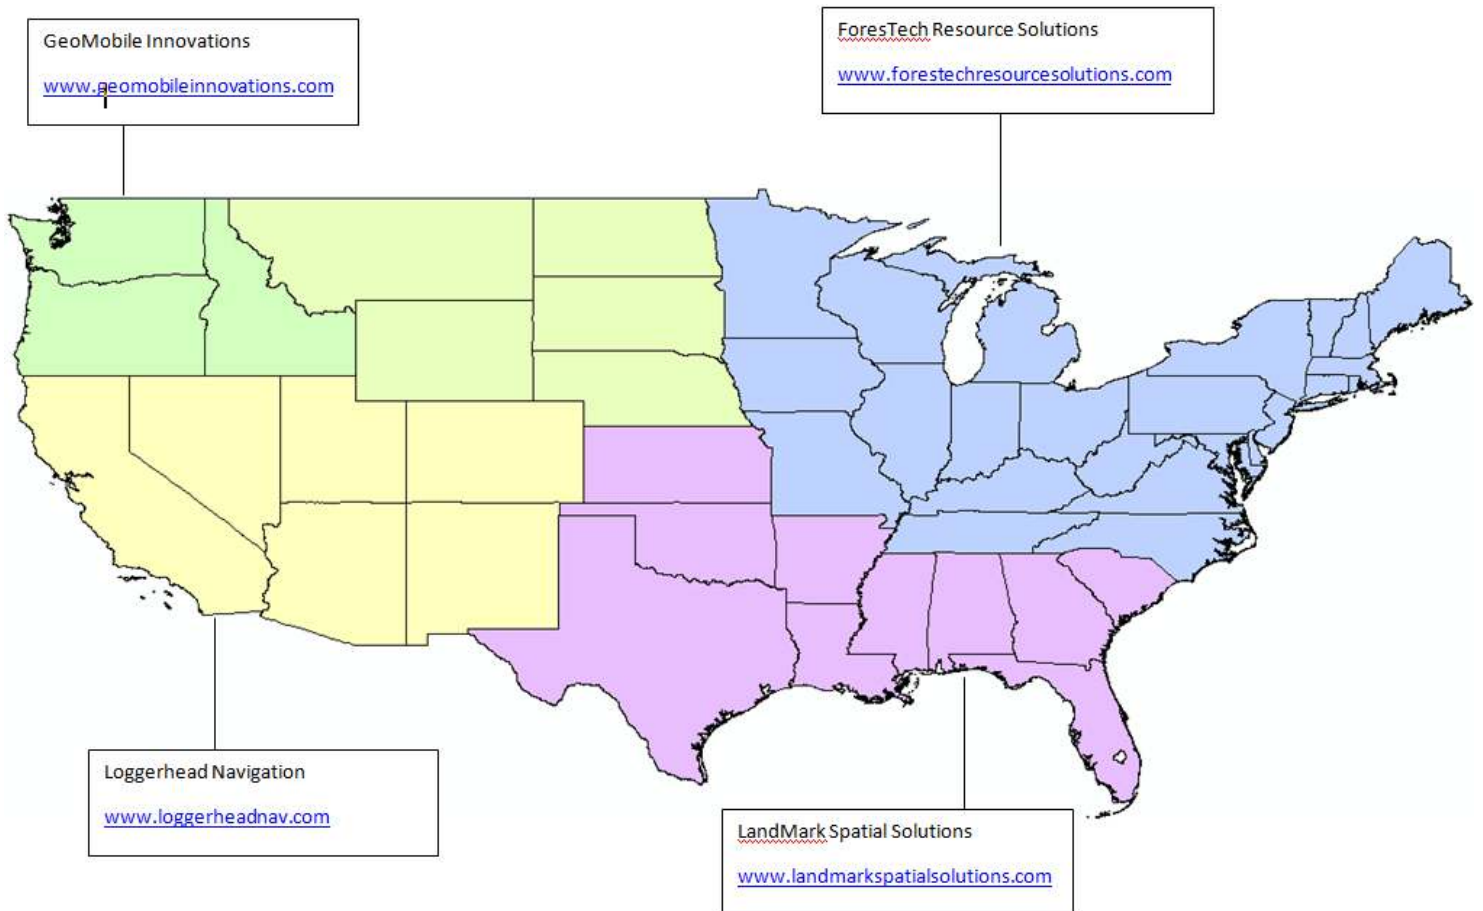 GeoMobile Innovations
www.geomobileinnovations.com
ForesTech Resource Solutions
www.forestechresourcesolutions.com
Loggerhead Navigation
www.loggerheadnav.com
LandMark Spatial Solutions
www.landmarkspatialsolutions.com